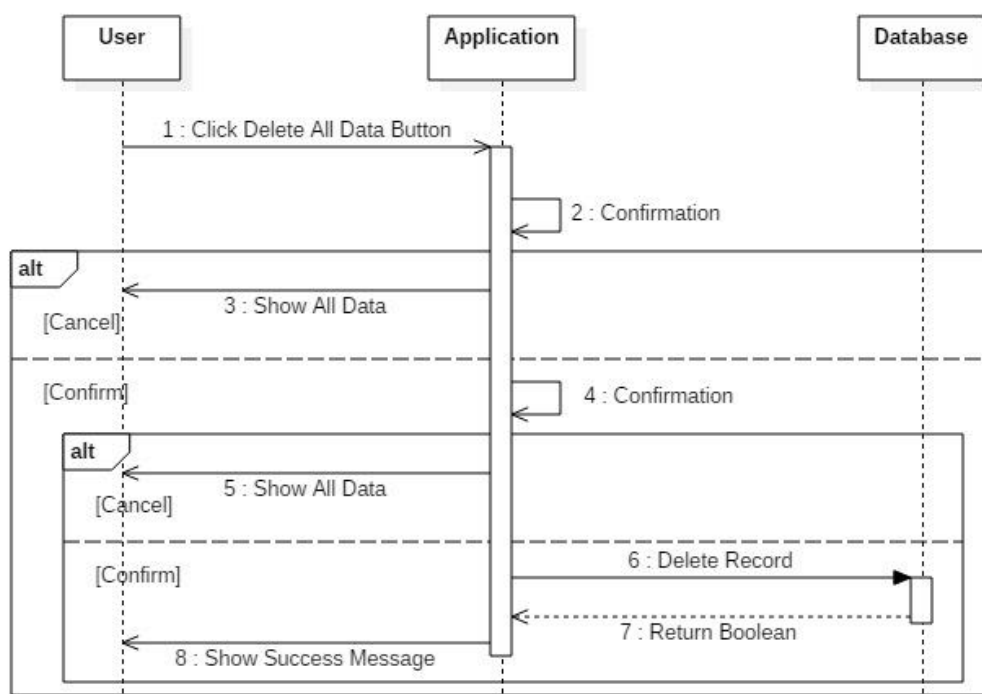 User
Application
Database
1 : Click Delete All Data Button
2 : Confirmation
alt
3 : Show All Data
[Cancel]
[Confirm]
4 : Confirmation
alt
5 : Show All Data
[Cancel]
[Confirm]
6 : Delete Record
7 : Return Boolean
8 : Show Success Message